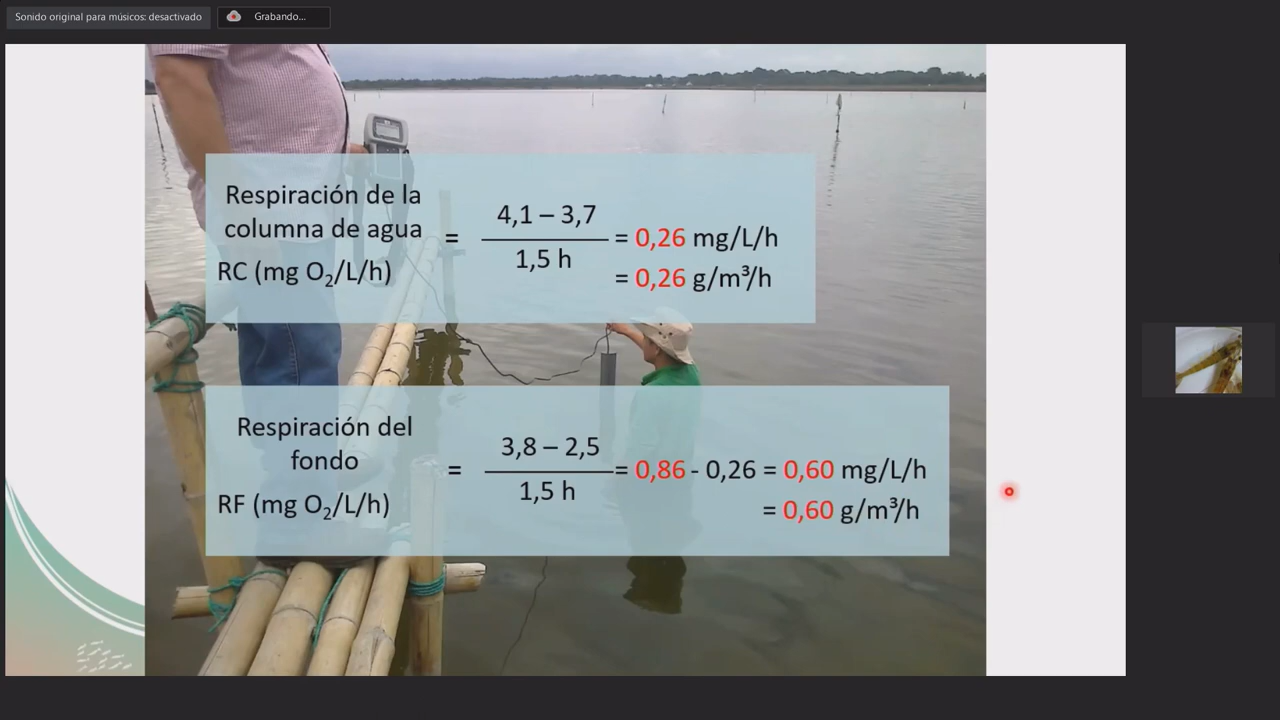 Sonido original para músicos: desactivado
Grabando...
Respiración de la
columna de agua
RC (mg O₂/L/h)
=
4,1 – 3,7
1,5 h
= 0,26 mg/L/h
= 0,26 g/m³/h
Respiración del
fondo
RF (mg O₂/L/h)
=
3,8 – 2,5
1,5 h
= 0,86 - 0,26 = 0,60 mg/L/h
= 0,60 g/m³/h